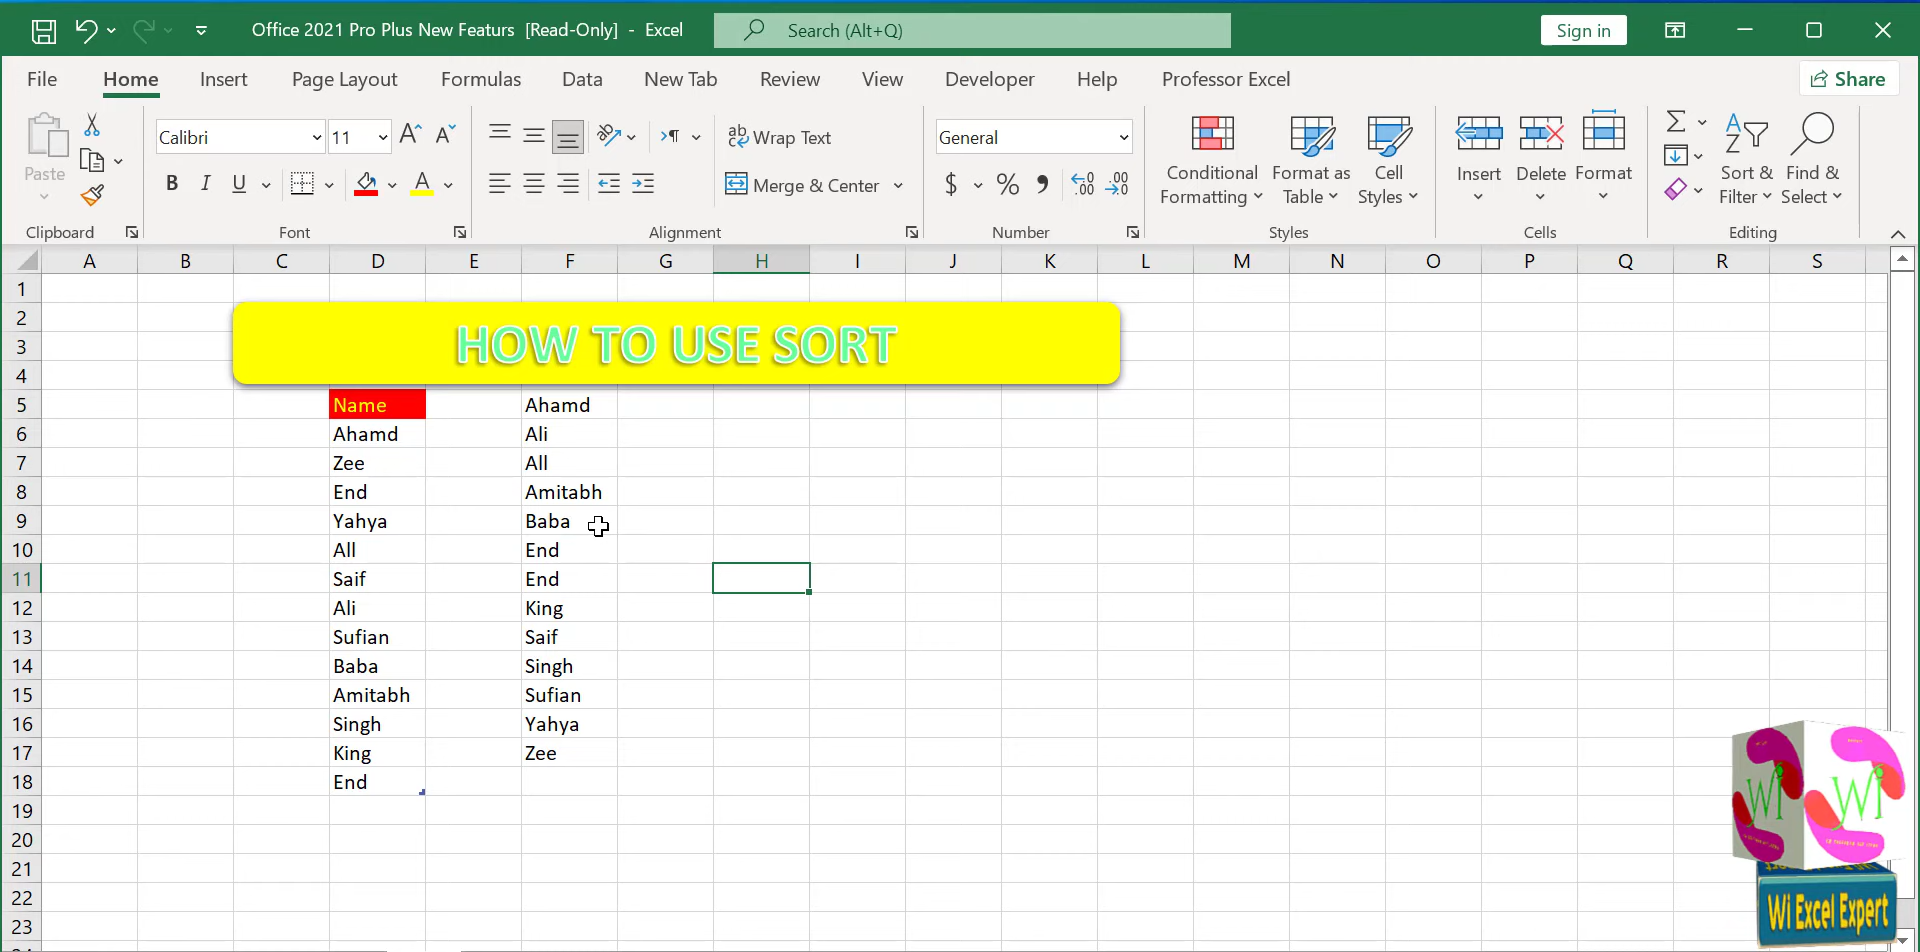 Office 2021 Pro Plus New Featurs [Read-Only] - Excel
Search (Alt+Q)
Sign in
File Home Insert Page Layout Formulas Data New Tab Review View Developer Help Professor Excel
Share
Paste
Clipboard
Calibri 11
B I U
Font
Wrap Text
Merge & Center
Alignment
General
$ % 9 .00 .00
Number
Conditional Formatting
Format as Table
Cell Styles
Styles
Insert
Delete
Format
Cells
Sort & Filter
Find & Select
Editing
A B C D E F G H I J K L M N O P Q R S
1
2
3
HOW TO USE SORT
4
5 Name Ahamd
6 Ahamd Ali
7 Zee All
8 End Amitabh
9 Yahya Baba
10 All End
11 Saif End
12 Ali King
13 Sufian Saif
14 Baba Singh
15 Amitabh Sufian
16 Singh Yahya
17 King Zee
18 End
19
20
21
22
23
Wi Wi
Wi Excel Expert